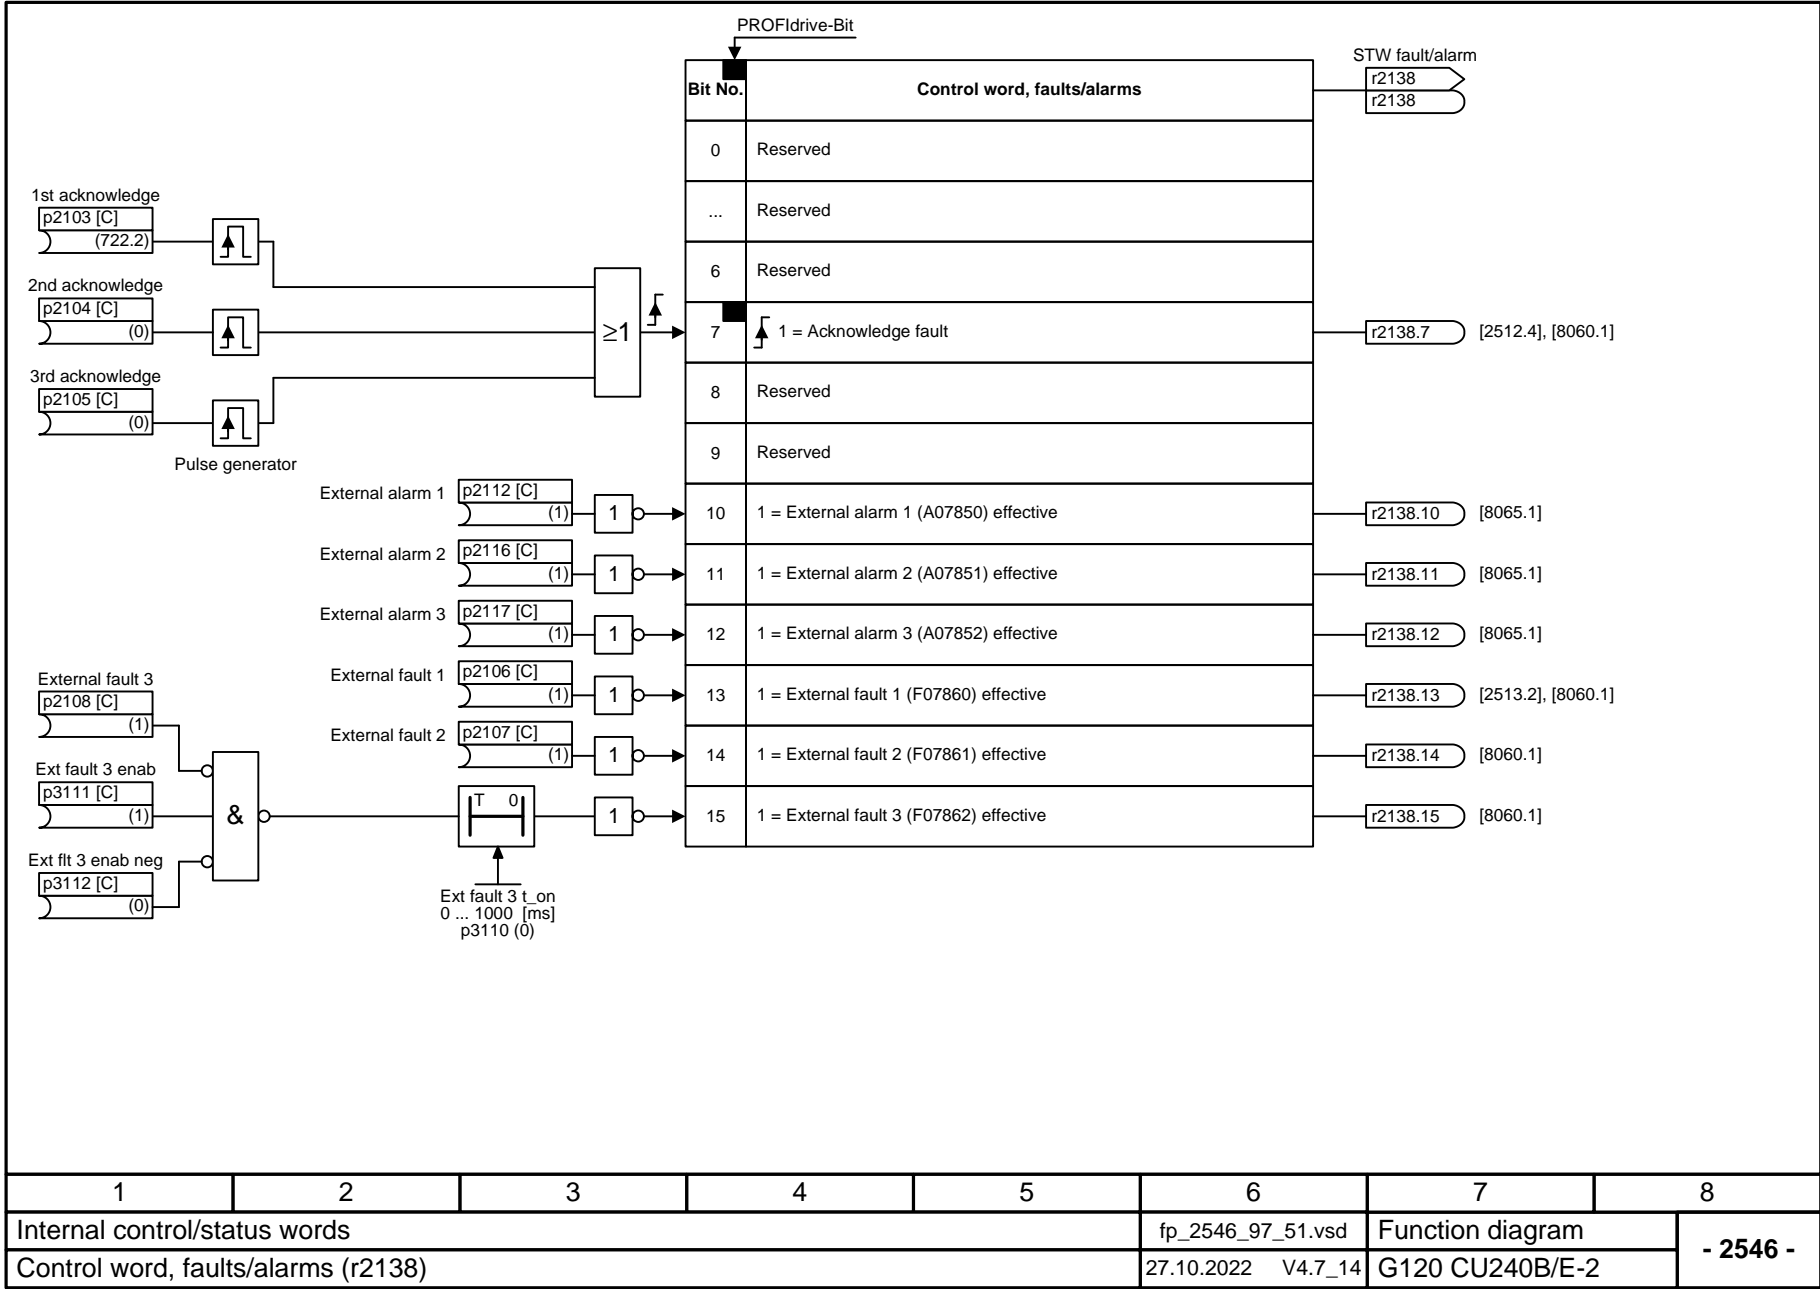 PROFIdrive-Bit
STW fault/alarm
r2138
r2138
Bit No. Control word, faults/alarms
0 Reserved
... Reserved
6 Reserved
7 1 = Acknowledge fault
r2138.7 [2512.4], [8060.1]
8 Reserved
9 Reserved
1st acknowledge
p2103 [C]
(722.2)
2nd acknowledge
p2104 [C]
(0)
3rd acknowledge
p2105 [C]
(0)
Pulse generator
≥1
External alarm 1 p2112 [C]
(1) 1 10 1 = External alarm 1 (A07850) effective r2138.10 [8065.1]
External alarm 2 p2116 [C]
(1) 1 11 1 = External alarm 2 (A07851) effective r2138.11 [8065.1]
External alarm 3 p2117 [C]
(1) 1 12 1 = External alarm 3 (A07852) effective r2138.12 [8065.1]
External fault 1 p2106 [C]
(1) 1 13 1 = External fault 1 (F07860) effective r2138.13 [2513.2], [8060.1]
External fault 2 p2107 [C]
(1) 1 14 1 = External fault 2 (F07861) effective r2138.14 [8060.1]
External fault 3
p2108 [C]
(1)
Ext fault 3 enab
p3111 [C]
(1)
&
T 0
1 15 1 = External fault 3 (F07862) effective r2138.15 [8060.1]
Ext flt 3 enab neg
p3112 [C]
(0)
Ext fault 3 t_on
0 ... 1000 [ms]
p3110 (0)
1 2 3 4 5 6 7 8
Internal control/status words fp_2546_97_51.vsd Function diagram
- 2546 -
Control word, faults/alarms (r2138) 27.10.2022 V4.7_14 G120 CU240B/E-2